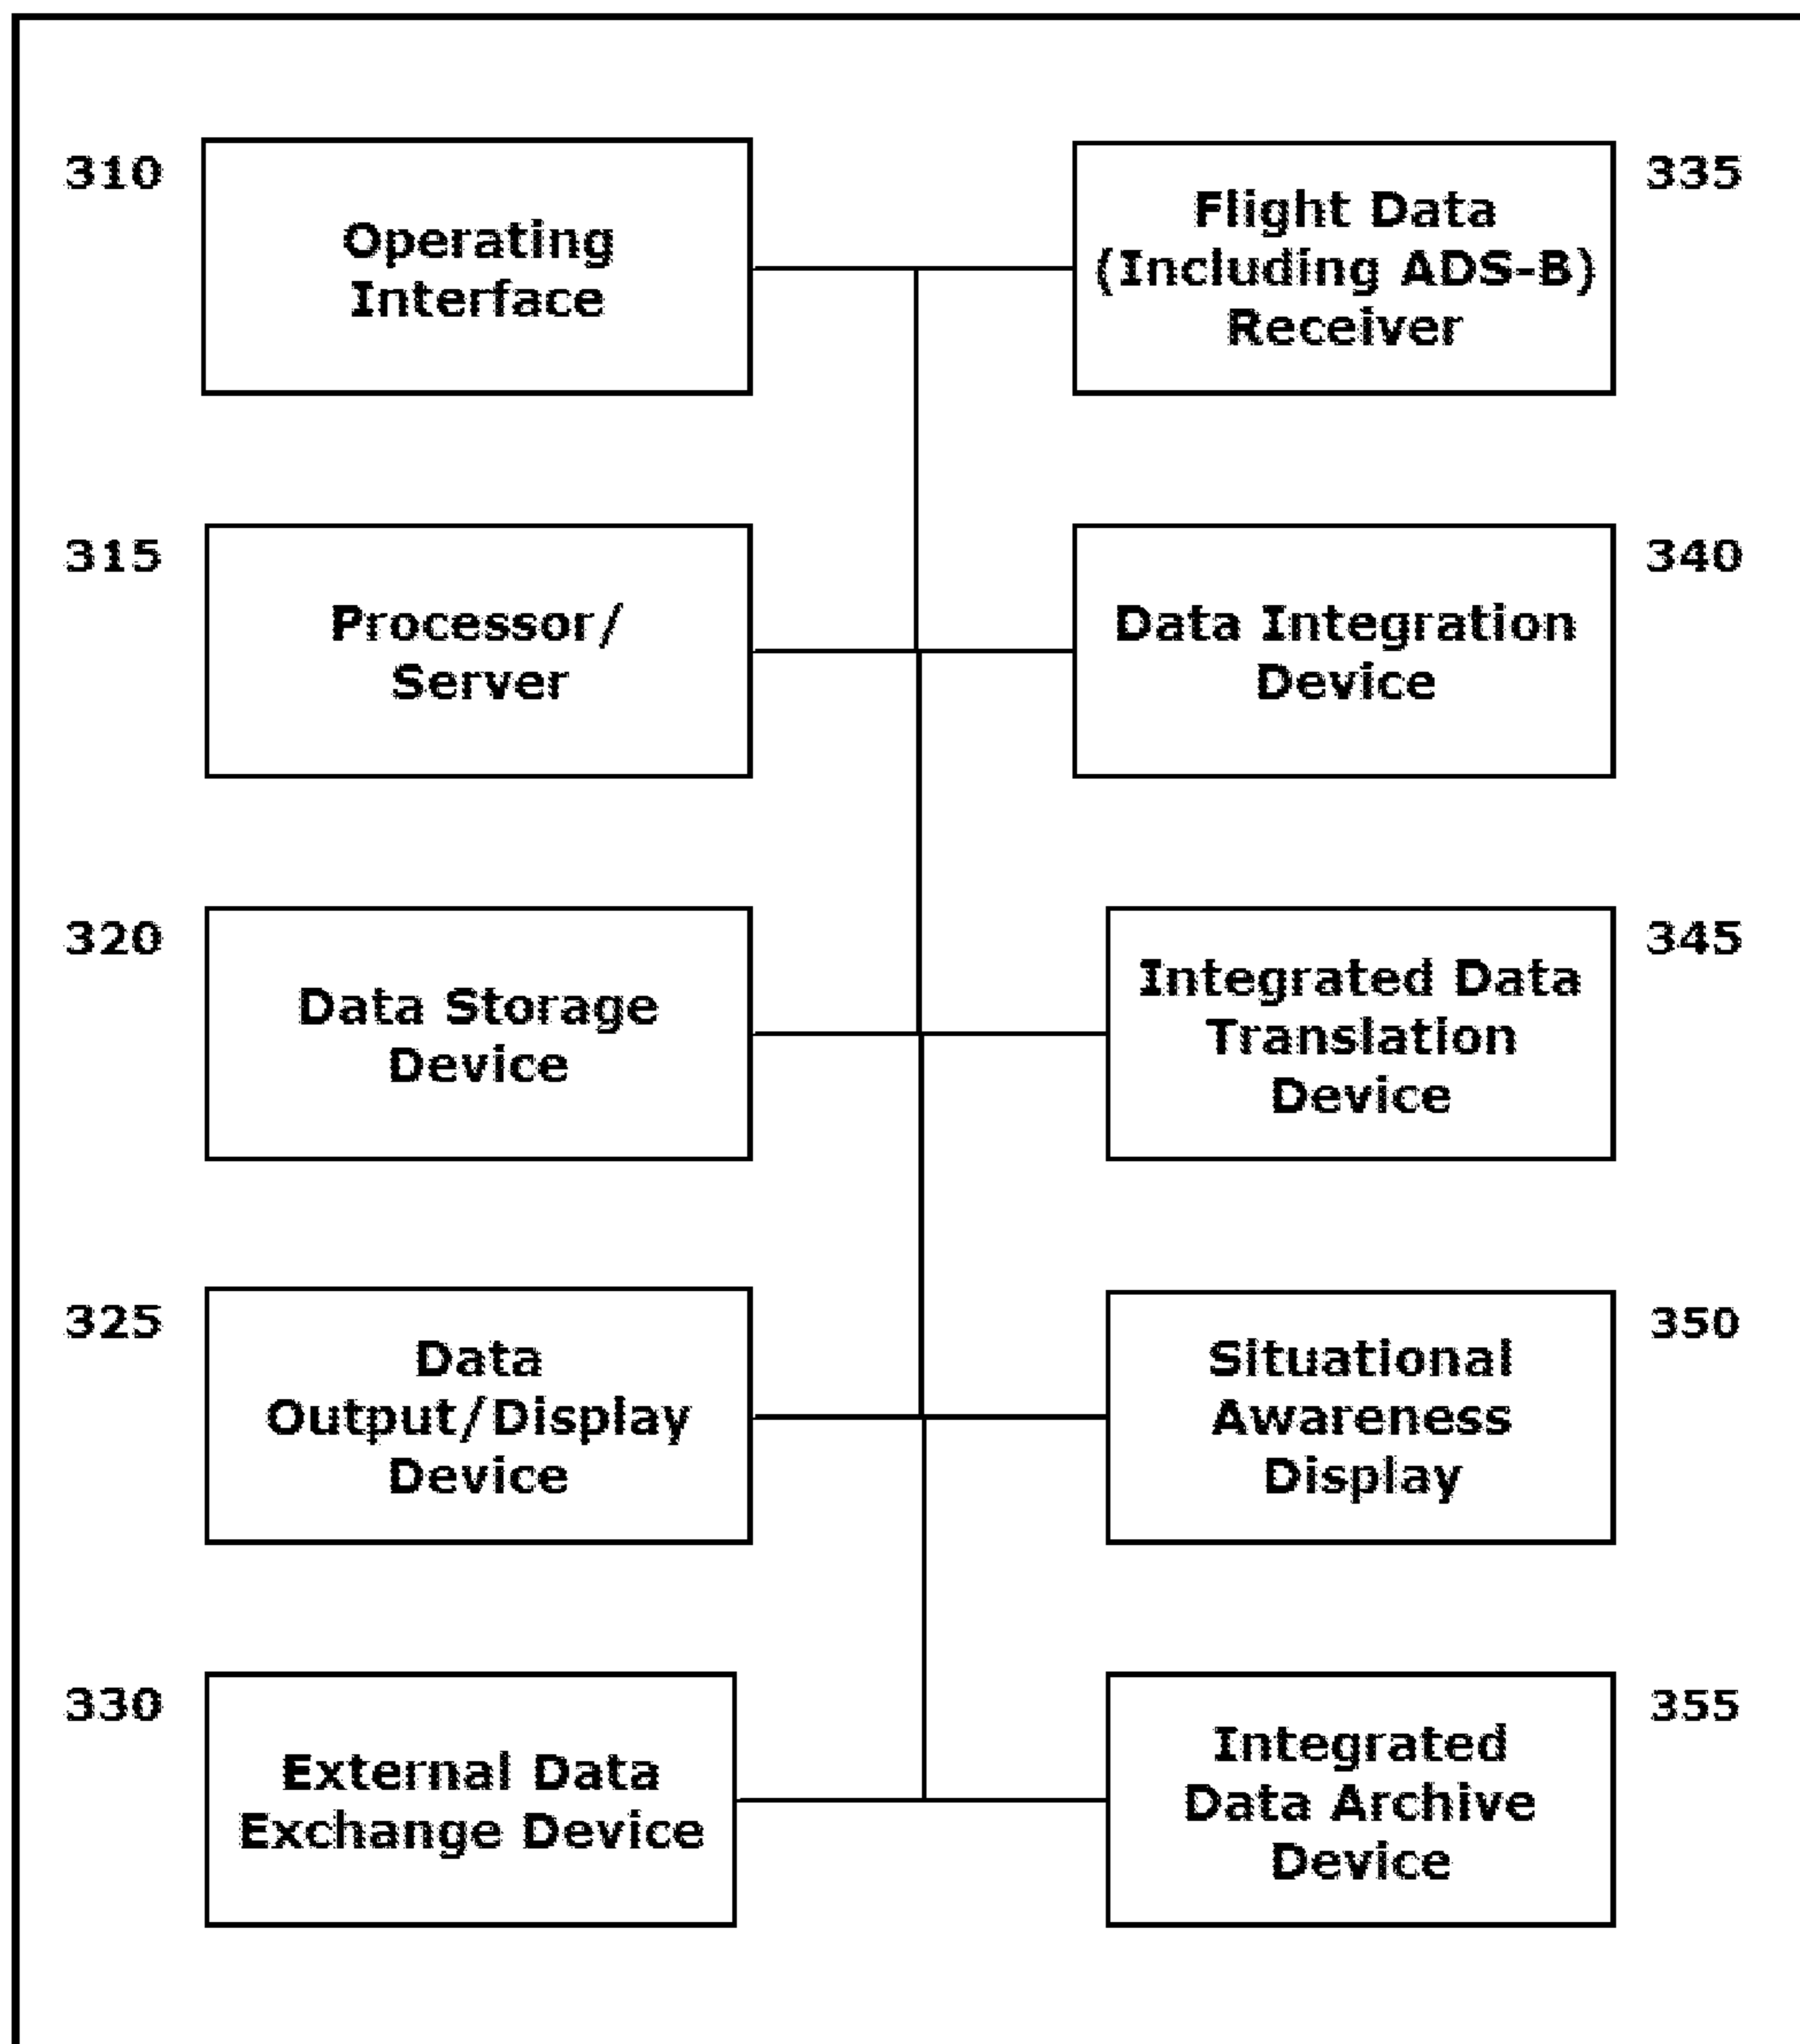 310
Operating
Interface
335
Flight Data
(Including ADS-B)
Receiver
315
Processor/
Server
340
Data Integration
Device
320
Data Storage
Device
345
Integrated Data
Translation
Device
325
Data
Output/Display
Device
350
Situational
Awareness
Display
330
External Data
Exchange Device
355
Integrated
Data Archive
Device